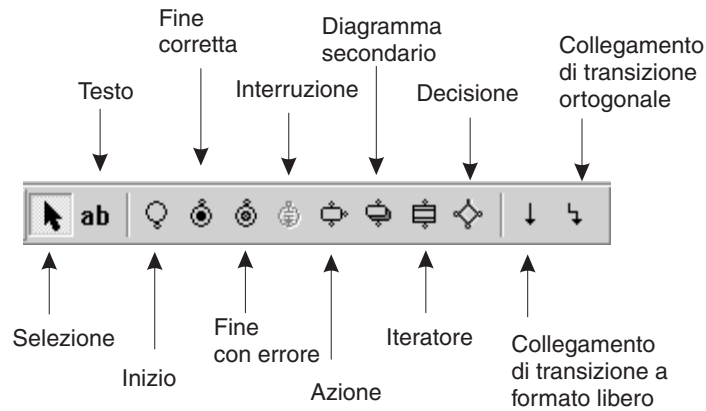 Fine
corretta
Diagramma
secondario
Collegamento
di transizione
ortogonale
Testo
Interruzione
Decisione
ab
Selezione
Inizio
Fine
con errore
Azione
Iteratore
Collegamento
di transizione a
formato libero